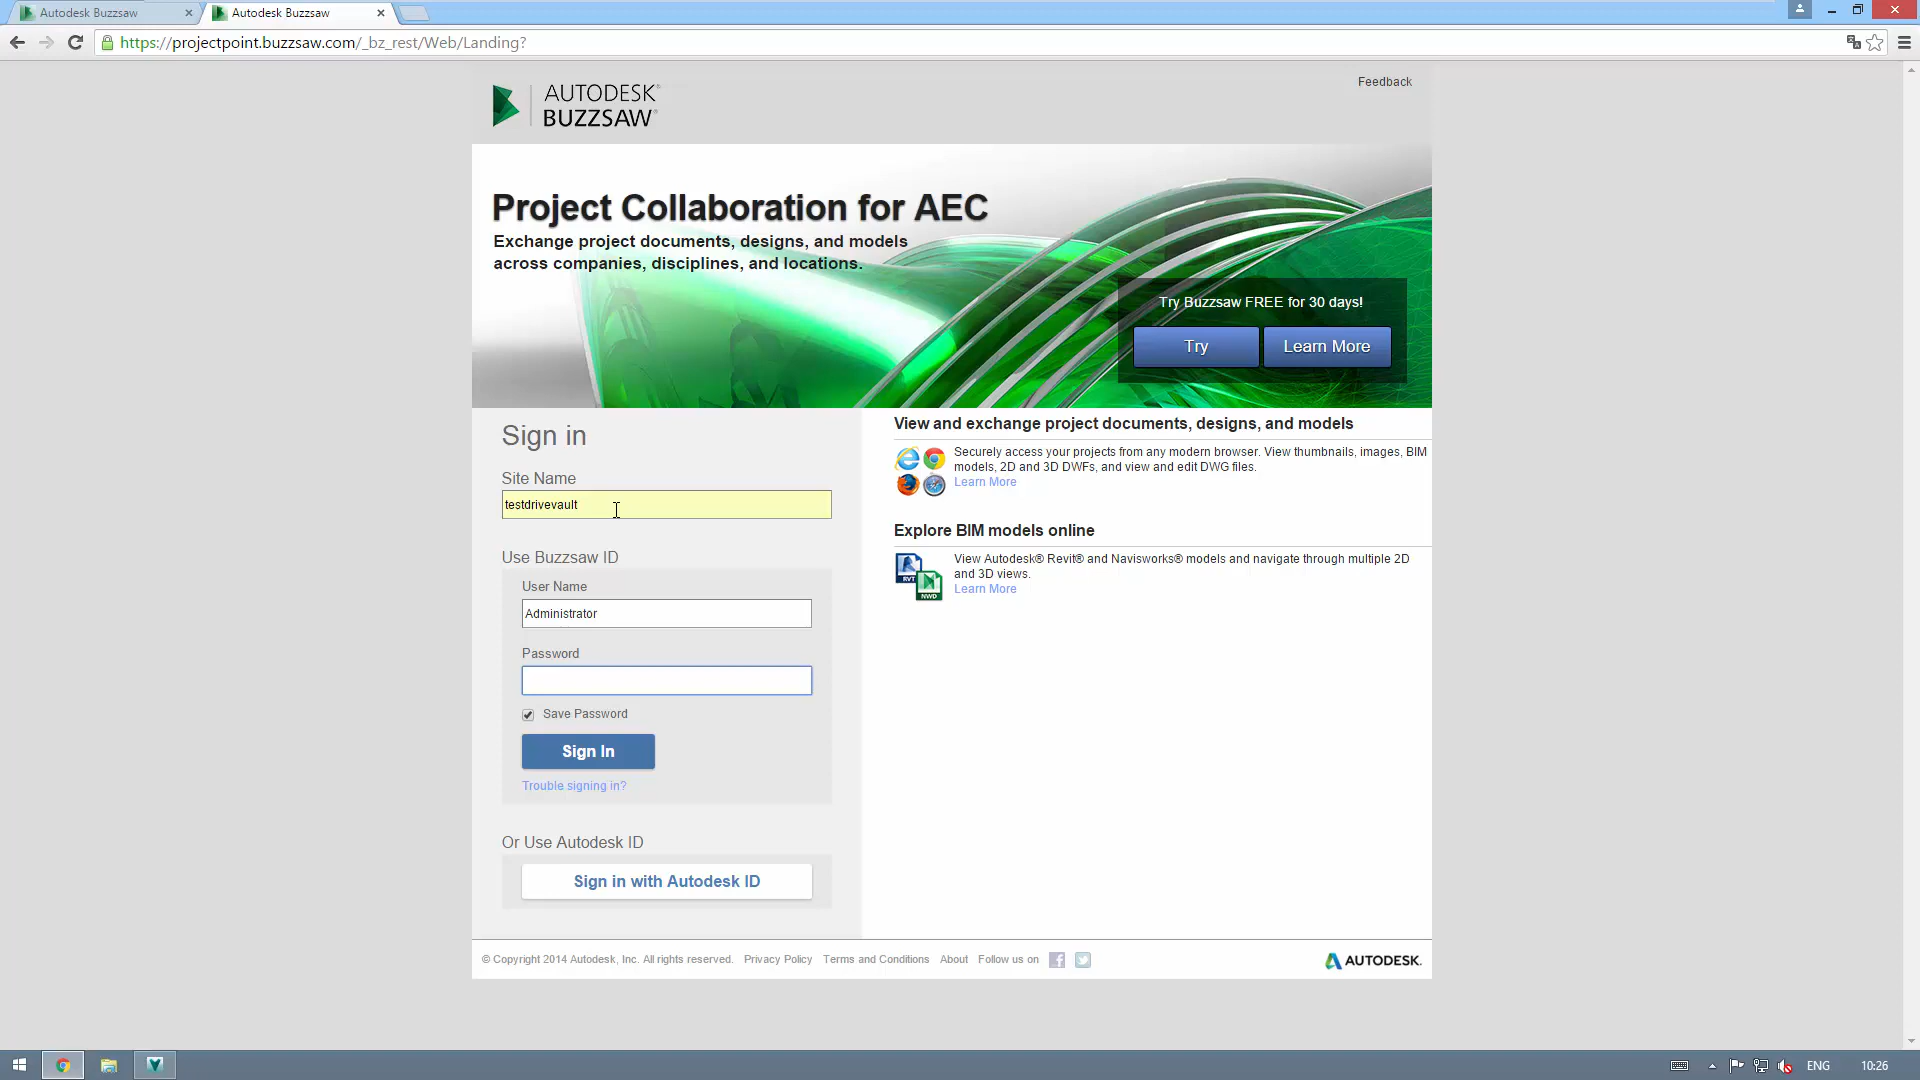 Autodesk Buzzsaw
Autodesk Buzzsaw
https://projectpoint.buzzsaw.com/_bz_rest/Web/Landing?
Feedback
AUTODESK®
BUZZSAW®
Project Collaboration for AEC
Exchange project documents, designs, and models
across companies, disciplines, and locations.
Try Buzzsaw FREE for 30 days!
Try
Learn More
Sign in
Site Name
testdrivevault
Use Buzzsaw ID
User Name
Administrator
Password
Save Password
Sign In
Trouble signing in?
Or Use Autodesk ID
Sign in with Autodesk ID
View and exchange project documents, designs, and models
Securely access your projects from any modern browser. View thumbnails, images, BIM
models, 2D and 3D DWFs, and view and edit DWG files.
Learn More
Explore BIM models online
RVT
NWD
View Autodesk® Revit® and Navisworks® models and navigate through multiple 2D
and 3D views.
Learn More
© Copyright 2014 Autodesk, Inc. All rights reserved. Privacy Policy Terms and Conditions About Follow us on
AUTODESK.
ENG
10:26